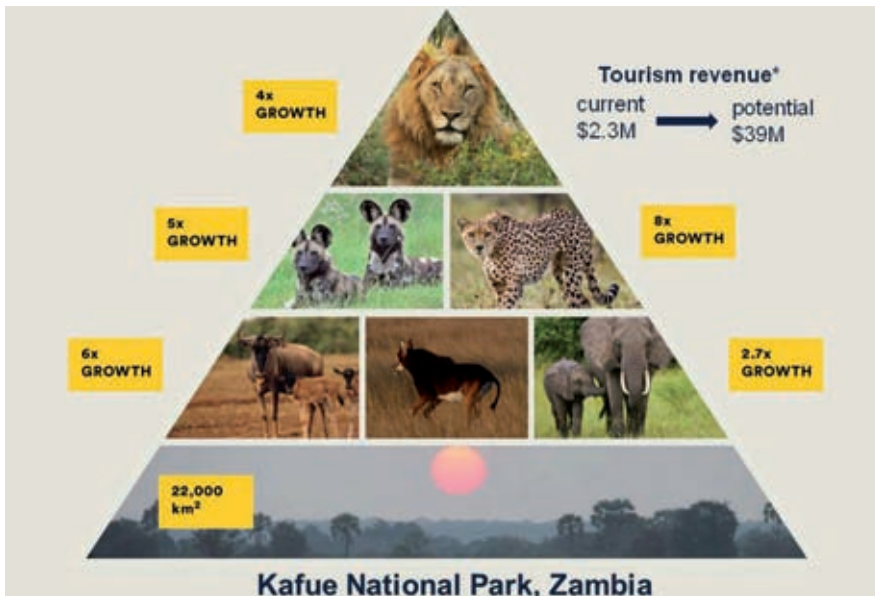 4x
GROWTH
Tourism revenue*
current
$2.3M
potential
$39M
5x
GROWTH
8x
GROWTH
6x
GROWTH
2.7x
GROWTH
22,000
km²
Kafue National Park, Zambia